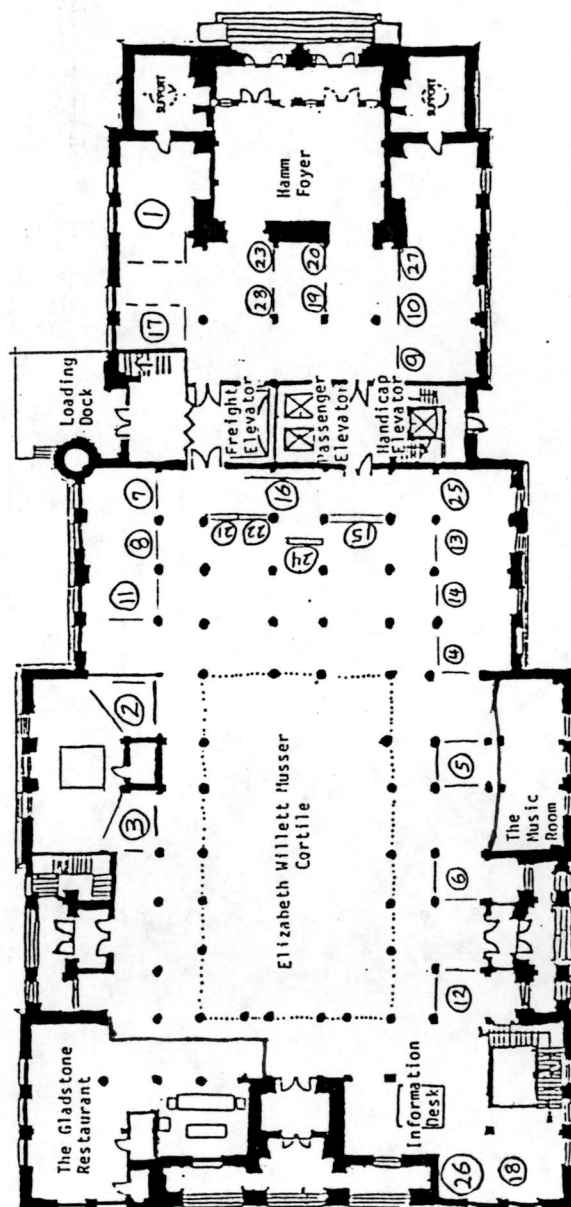 SUPPORT
SUPPORT
Hamm
Foyer
1
23
20
27
28
19
10
17
9
Loading
Dock
Freight
Elevator
Passenger
Elevator
Handicap
Elevator
7
16
25
8
21
22
15
13
24
11
14
4
2
5
3
The
Music
Room
6
Elizabeth Willett Musser
Cortile
12
The Gladstone
Restaurant
Information
Desk
26
18